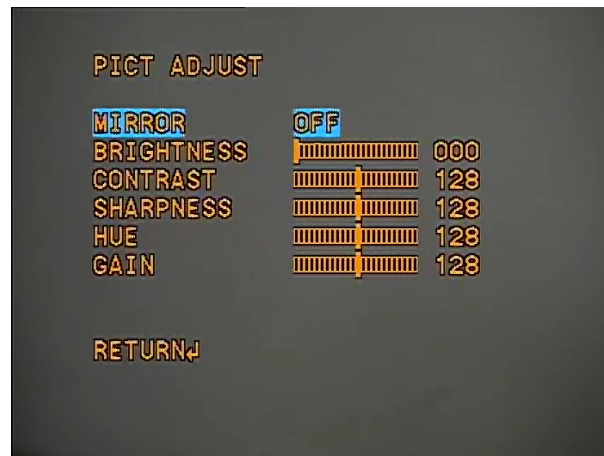 PICT ADJUST
MIRROR OFF
BRIGHTNESS 000
CONTRAST 128
SHARPNESS 128
HUE 128
GAIN 128
RETURN↲